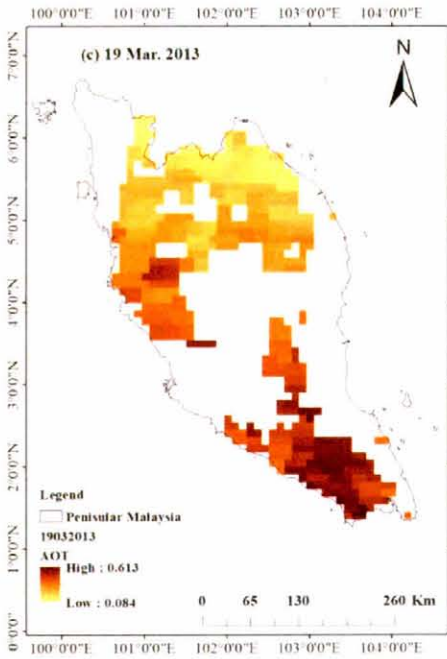 100°0'0"E 101°0'0"E 102°0'0"E 103°0'0"E 104°0'0"E
(c) 19 Mar. 2013
N
7°0'0"N
6°0'0"N
5°0'0"N
4°0'0"N
3°0'0"N
2°0'0"N
1°0'0"N
0°0'0"
Legend
Penisular Malaysia
19032013
AOT
High : 0.613
Low : 0.084
0 65 130 260 Km
100°0'0"E 101°0'0"E 102°0'0"E 103°0'0"E 104°0'0"E